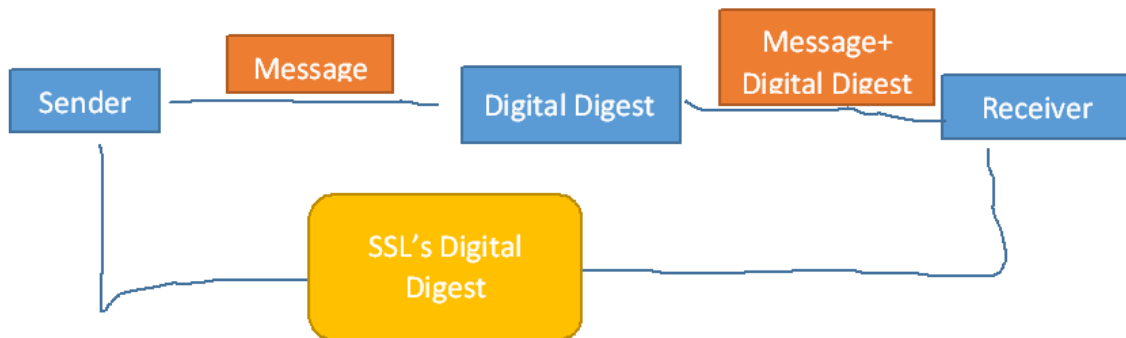 Message
Message+
Digital Digest
Sender
Digital Digest
Receiver
SSL's Digital
Digest